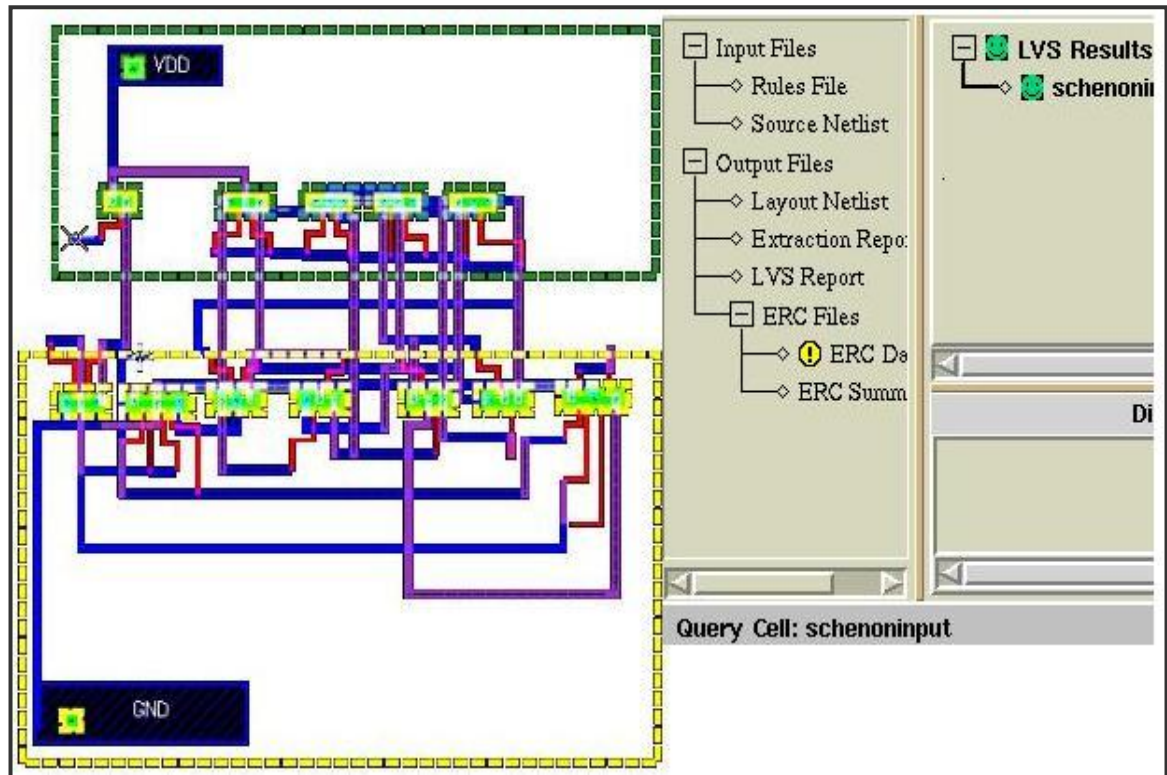 VDD
GND
Input Files
Rules File
Source Netlist
Output Files
Layout Netlist
Extraction Repo
LVS Report
ERC Files
ERC Da
ERC Summ
LVS Results
schenonin
Di
Query Cell: schenoninput